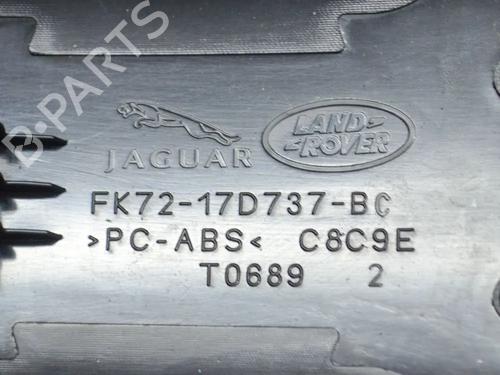 B-PARTS
JAGUAR
LAND
ROVER
FK72-17D737-BC
>PC-ABS< C8C9E
T0689 2